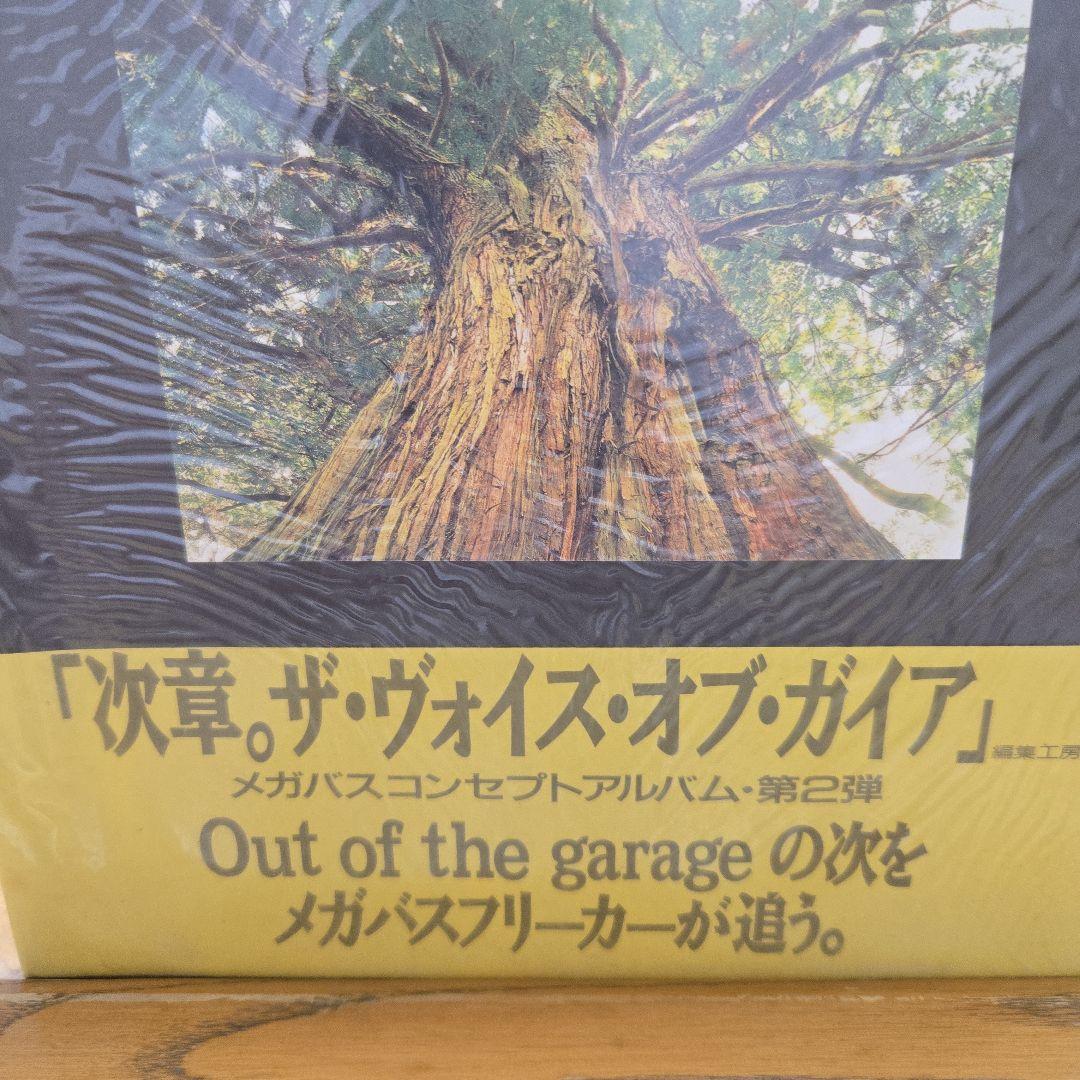 「次章。ザ・ヴォイス・オブ・ガイア」編集工房
メガバスコンセプトアルバム・第2弾
Out of the garage の次を
メガバスフリーカーが追う。